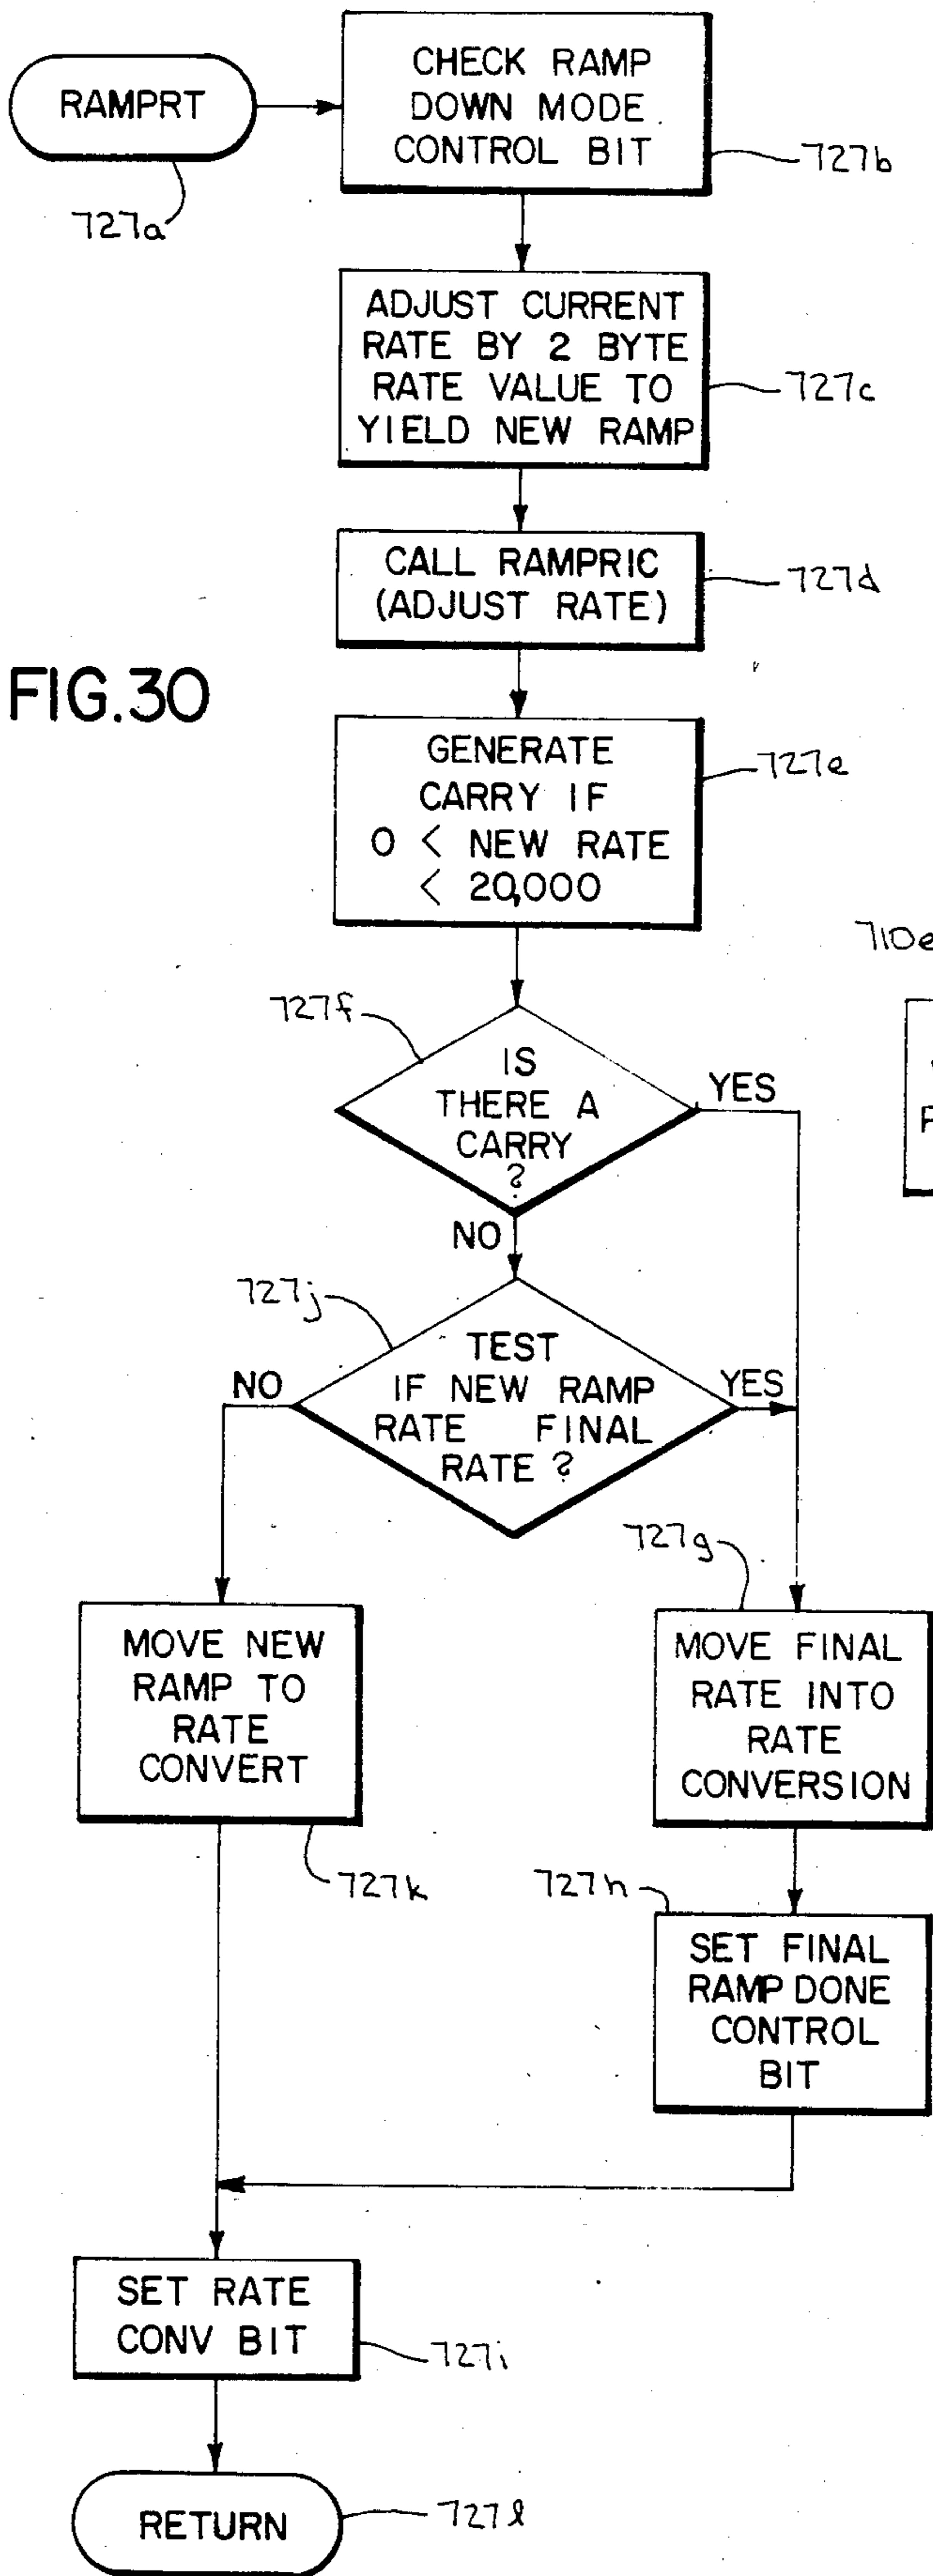 RAMPRT
727a
CHECK RAMP
DOWN MODE
CONTROL BIT
727b
ADJUST CURRENT
RATE BY 2 BYTE
RATE VALUE TO
YIELD NEW RAMP
727c
CALL RAMPRIC
(ADJUST RATE)
727d
FIG.30
GENERATE
CARRY IF
0 < NEW RATE
< 20,000
727e
710e
727f
IS
THERE A
CARRY
?
YES
NO
727j
TEST
IF NEW RAMP
RATE FINAL
RATE ?
NO
YES
727g
MOVE NEW
RAMP TO
RATE
CONVERT
727k
MOVE FINAL
RATE INTO
RATE
CONVERSION
727h
SET FINAL
RAMP DONE
CONTROL
BIT
SET RATE
CONV BIT
727i
RETURN
727l